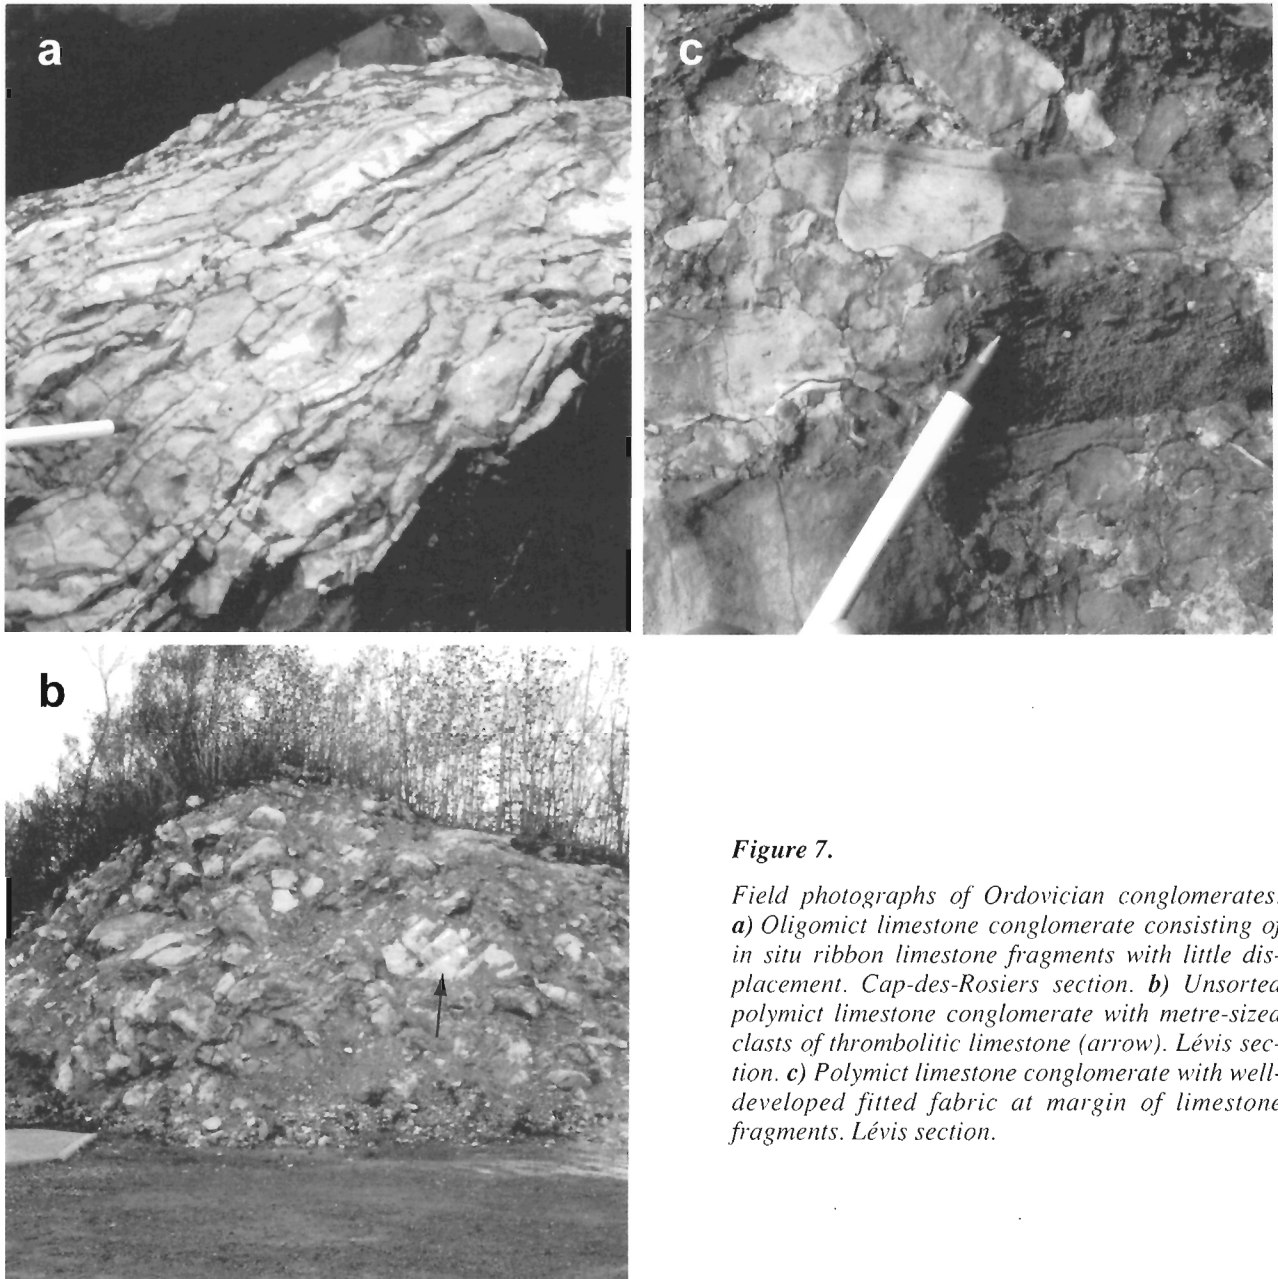 a
c
b
Figure 7.
Field photographs of Ordovician conglomerates.
a) Oligomict limestone conglomerate consisting of
in situ ribbon limestone fragments with little dis-
placement. Cap-des-Rosiers section. b) Unsorted
polymict limestone conglomerate with metre-sized
clasts of thrombolitic limestone (arrow). Lévis sec-
tion. c) Polymict limestone conglomerate with well-
developed fitted fabric at margin of limestone
fragments. Lévis section.